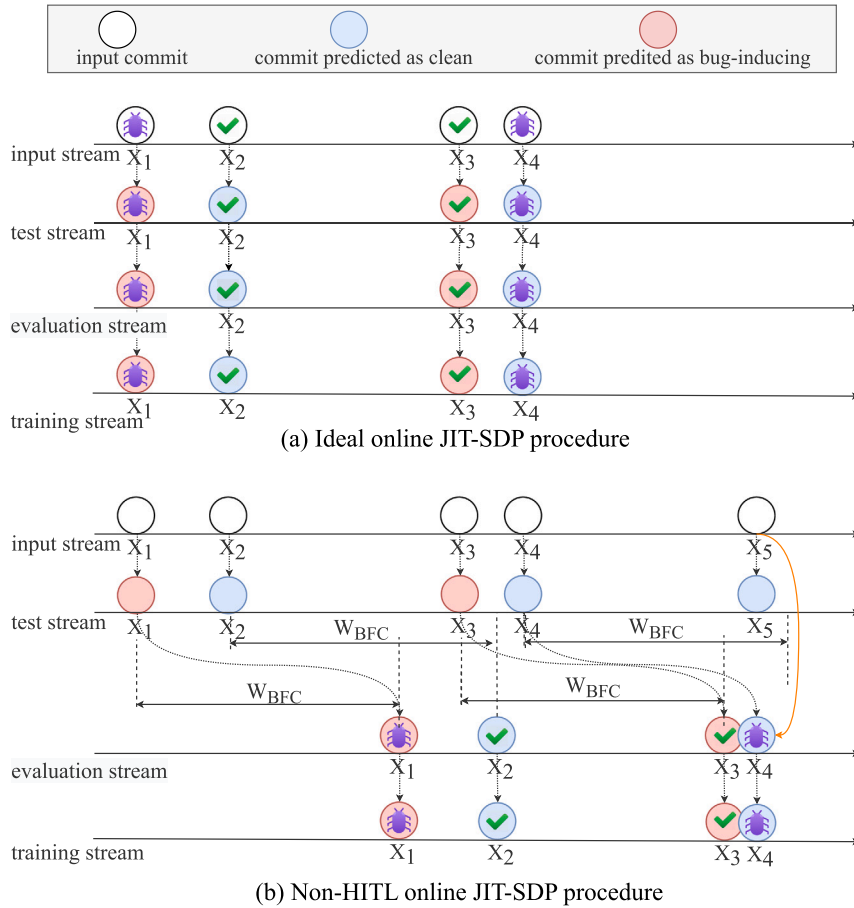 input commit commit predicted as clean commit predited as bug-inducing
input stream X1 X2 X3 X4
test stream X1 X2 X3 X4
evaluation stream X1 X2 X3 X4
training stream X1 X2 X3 X4
(a) Ideal online JIT-SDP procedure
input stream X1 X2 X3 X4 X5
test stream X1 X2 X3 X4 X5
WBFC WBFC
WBFC WBFC
evaluation stream X1 X2 X3 X4
training stream X1 X2 X3 X4
(b) Non-HITL online JIT-SDP procedure